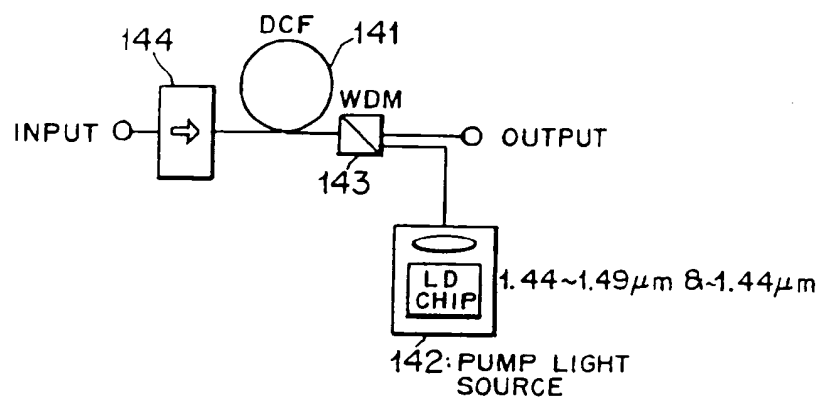 DCF
144
141
WDM
INPUT
OUTPUT
143
LD
CHIP
1.44~1.49μm &~1.44μm
142: PUMP LIGHT
SOURCE